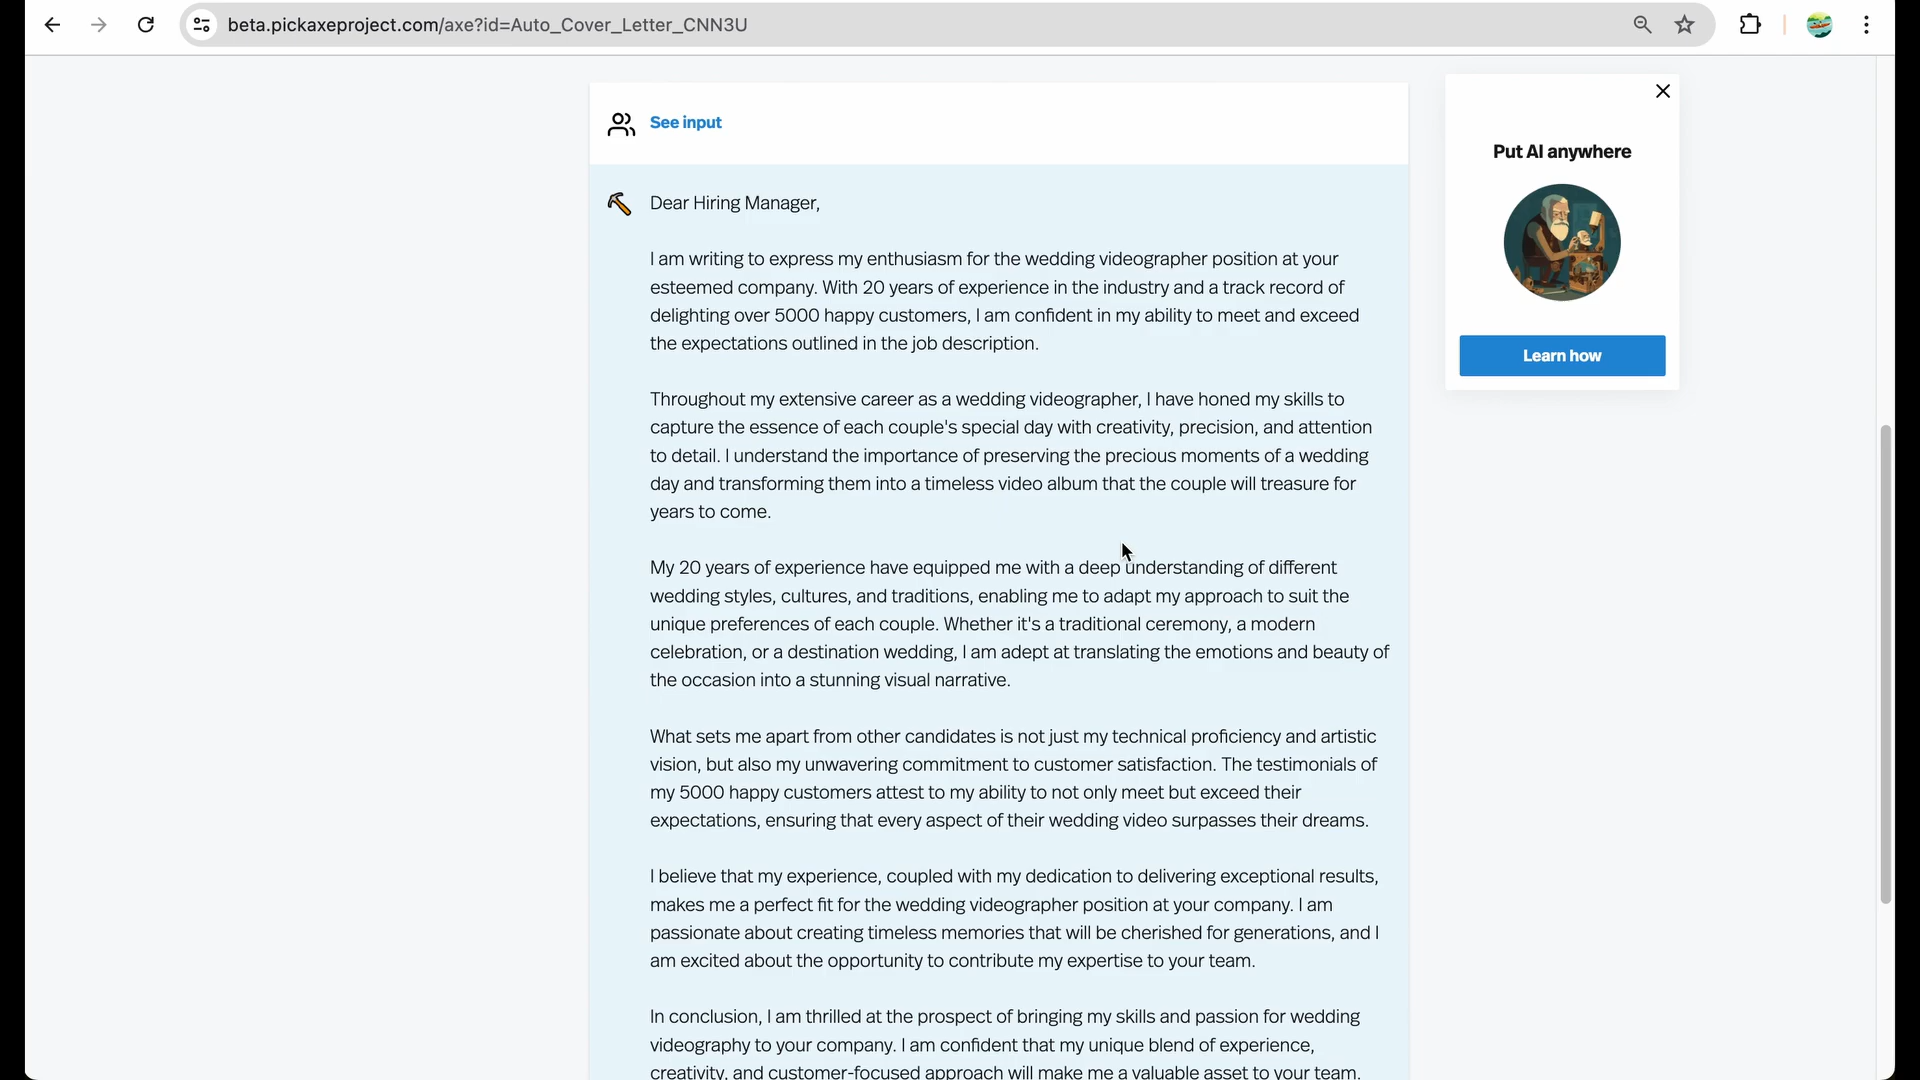 beta.pickaxeproject.com/axe?id=Auto_Cover_Letter_CNN3U
See input
Put AI anywhere
Learn how
Dear Hiring Manager,
I am writing to express my enthusiasm for the wedding videographer position at your
esteemed company. With 20 years of experience in the industry and a track record of
delighting over 5000 happy customers, I am confident in my ability to meet and exceed
the expectations outlined in the job description.
Throughout my extensive career as a wedding videographer, I have honed my skills to
capture the essence of each couple's special day with creativity, precision, and attention
to detail. I understand the importance of preserving the precious moments of a wedding
day and transforming them into a timeless video album that the couple will treasure for
years to come.
My 20 years of experience have equipped me with a deep understanding of different
wedding styles, cultures, and traditions, enabling me to adapt my approach to suit the
unique preferences of each couple. Whether it's a traditional ceremony, a modern
celebration, or a destination wedding, I am adept at translating the emotions and beauty of
the occasion into a stunning visual narrative.
What sets me apart from other candidates is not just my technical proficiency and artistic
vision, but also my unwavering commitment to customer satisfaction. The testimonials of
my 5000 happy customers attest to my ability to not only meet but exceed their
expectations, ensuring that every aspect of their wedding video surpasses their dreams.
I believe that my experience, coupled with my dedication to delivering exceptional results,
makes me a perfect fit for the wedding videographer position at your company. I am
passionate about creating timeless memories that will be cherished for generations, and I
am excited about the opportunity to contribute my expertise to your team.
In conclusion, I am thrilled at the prospect of bringing my skills and passion for wedding
videography to your company. I am confident that my unique blend of experience,
creativity, and customer-focused approach will make me a valuable asset to your team.